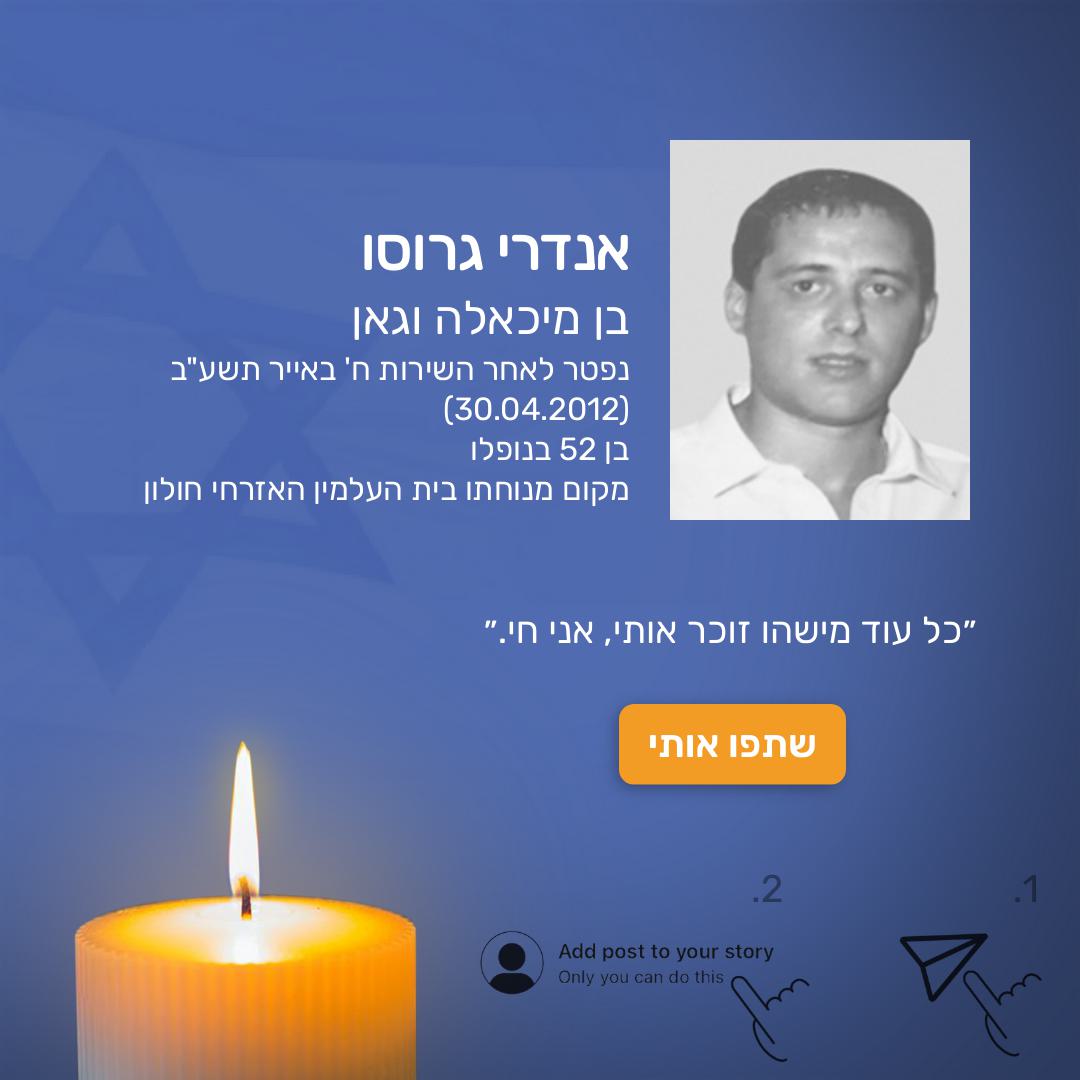 אנדרי גרוסו
בן מיכאלה וגאן
נפטר לאחר השירות ח' באייר תשע"ב
(30.04.2012)
בן 52 בנופלו
מקום מנוחתו בית העלמין האזרחי חולון
״כל עוד מישהו זוכר אותי, אני חי.״
שתפו אותי
.1
.2
Add post to your story
Only you can do this